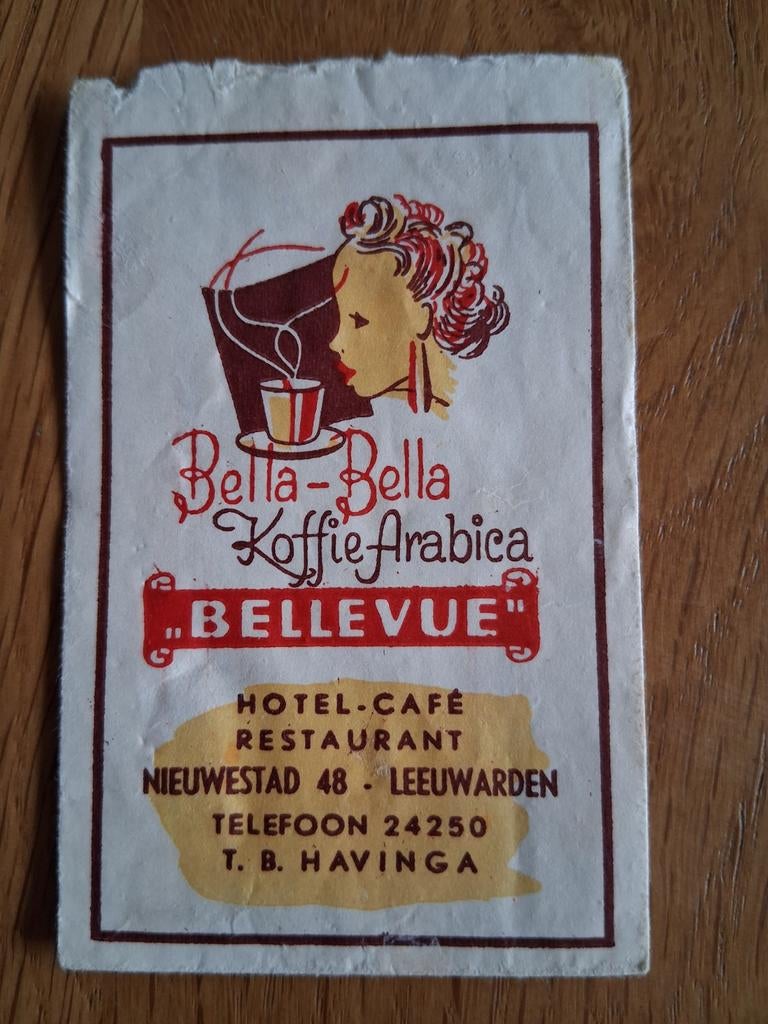 Bella-Bella
Koffie Arabica
„BELLEVUE"
HOTEL-CAFÉ
RESTAURANT
NIEUWESTAD 48 - LEEUWARDEN
TELEFOON 24250
T. B. HAVINGA